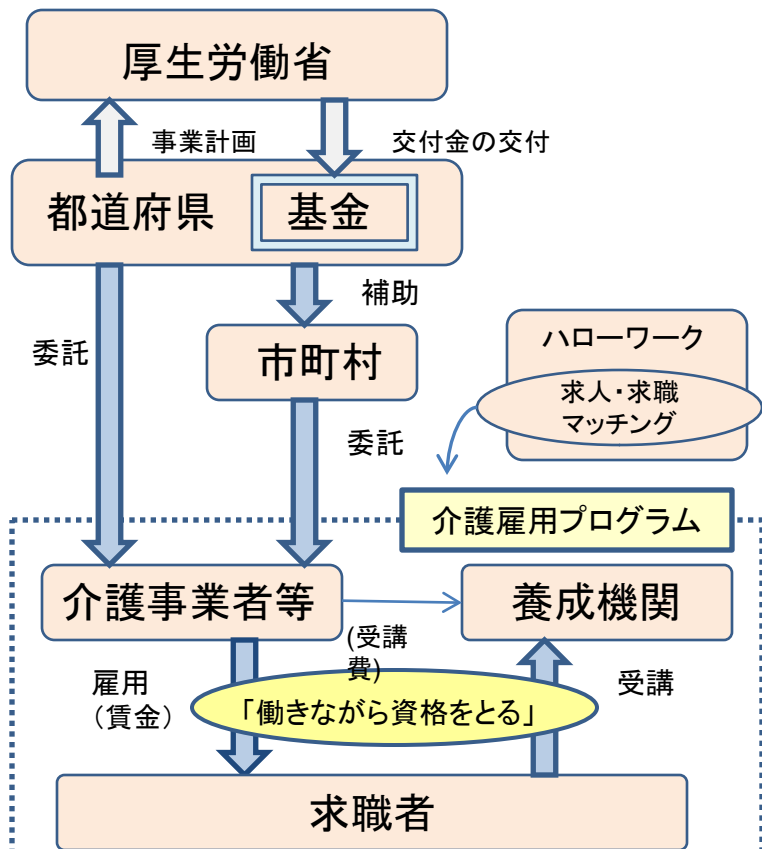 厚生労働省
事業計画
交付金の交付
都道府県
基金
補助
委託
市町村
ハローワーク
求人・求職
マッチング
委託
介護雇用プログラム
介護事業者等
養成機関
(受講
費)
雇用
（賃金）
「働きながら資格をとる」
受講
求職者